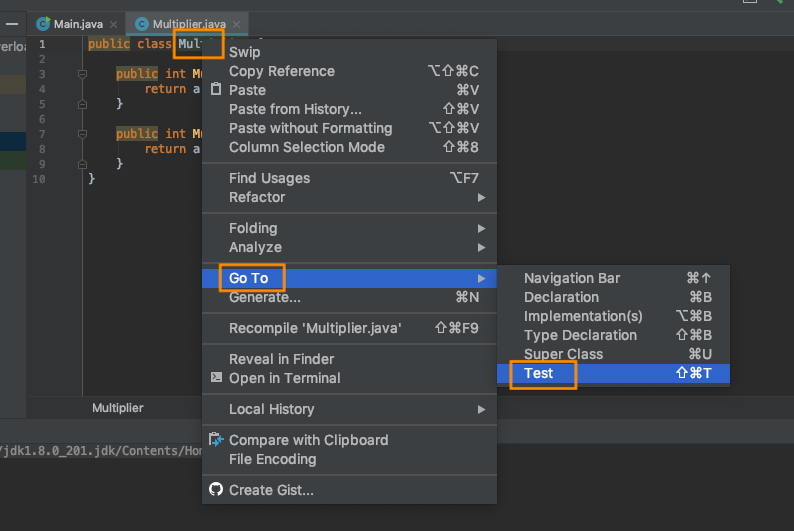 Main.java
Multiplier.java
1 public class Mul
2
3 public int Mu
4 return a
5 }
6
7 public int Mu
8 return a
9 }
10 }
Swip
Copy Reference ⌥⇧⌘C
Paste ⌘V
Paste from History... ⇧⌘V
Paste without Formatting ⌥⇧⌘V
Column Selection Mode ⇧⌘8
Find Usages ⌥F7
Refactor
Folding
Analyze
Go To
Generate... ⌘N
Recompile 'Multiplier.java' ⇧⌘F9
Reveal in Finder
Open in Terminal
Local History
Compare with Clipboard
File Encoding
Create Gist...
Navigation Bar ⌘↑
Declaration ⌘B
Implementation(s) ⌥⌘B
Type Declaration ⇧⌘B
Super Class ⌘U
Test ⇧⌘T
Multiplier
/jdk1.8.0_201.jdk/Contents/Hom